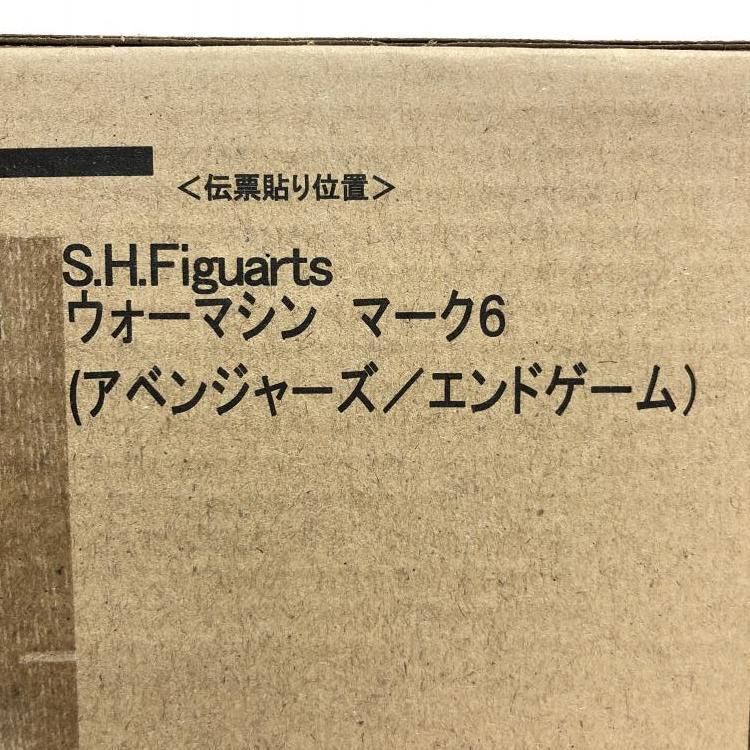 ＜伝票貼り位置＞
S.H.Figuarts
ウォーマシン　マーク6
(アベンジャーズ／エンドゲーム)